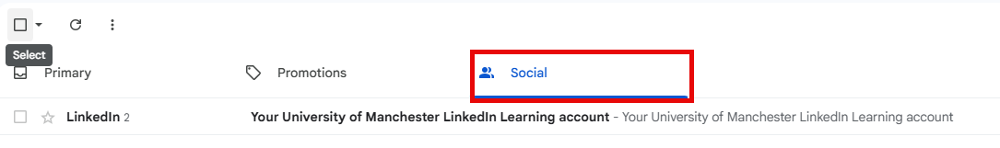 Select
Primary Promotions Social
LinkedIn 2 Your University of Manchester LinkedIn Learning account - Your University of Manchester LinkedIn Learning account